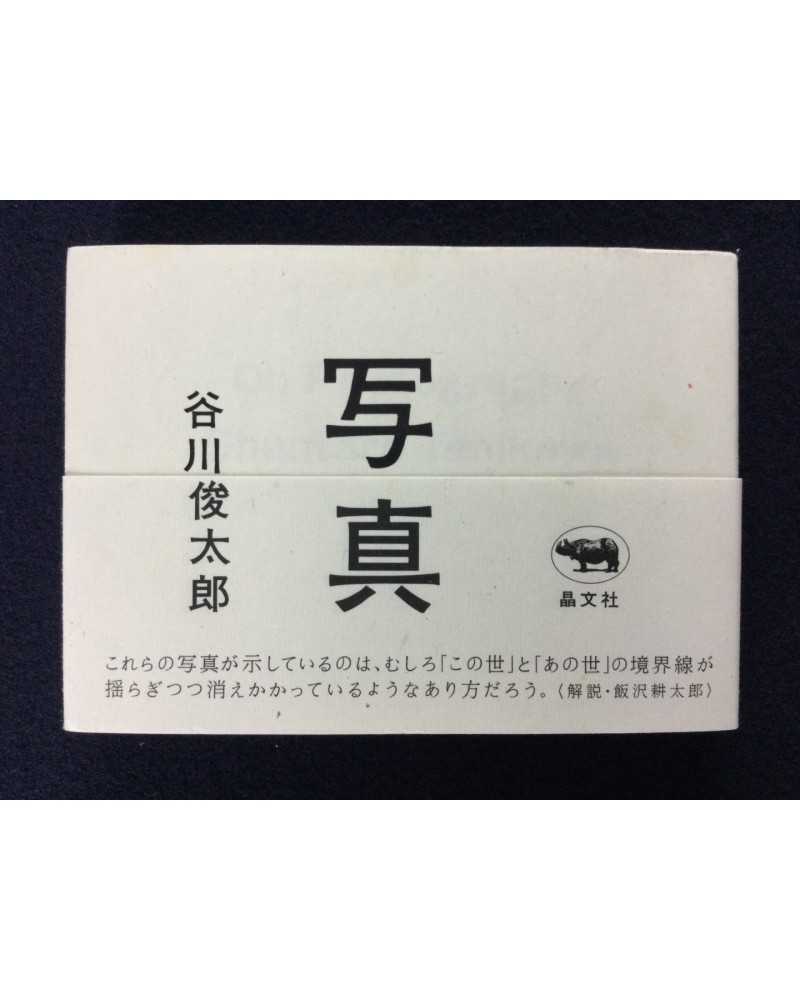 写真
谷川俊太郎
晶文社
これらの写真が示しているのは、むしろ「この世」と「あの世」の境界線が
揺らぎつつ消えかかっているようなあり方だろう。〈解説・飯沢耕太郎〉